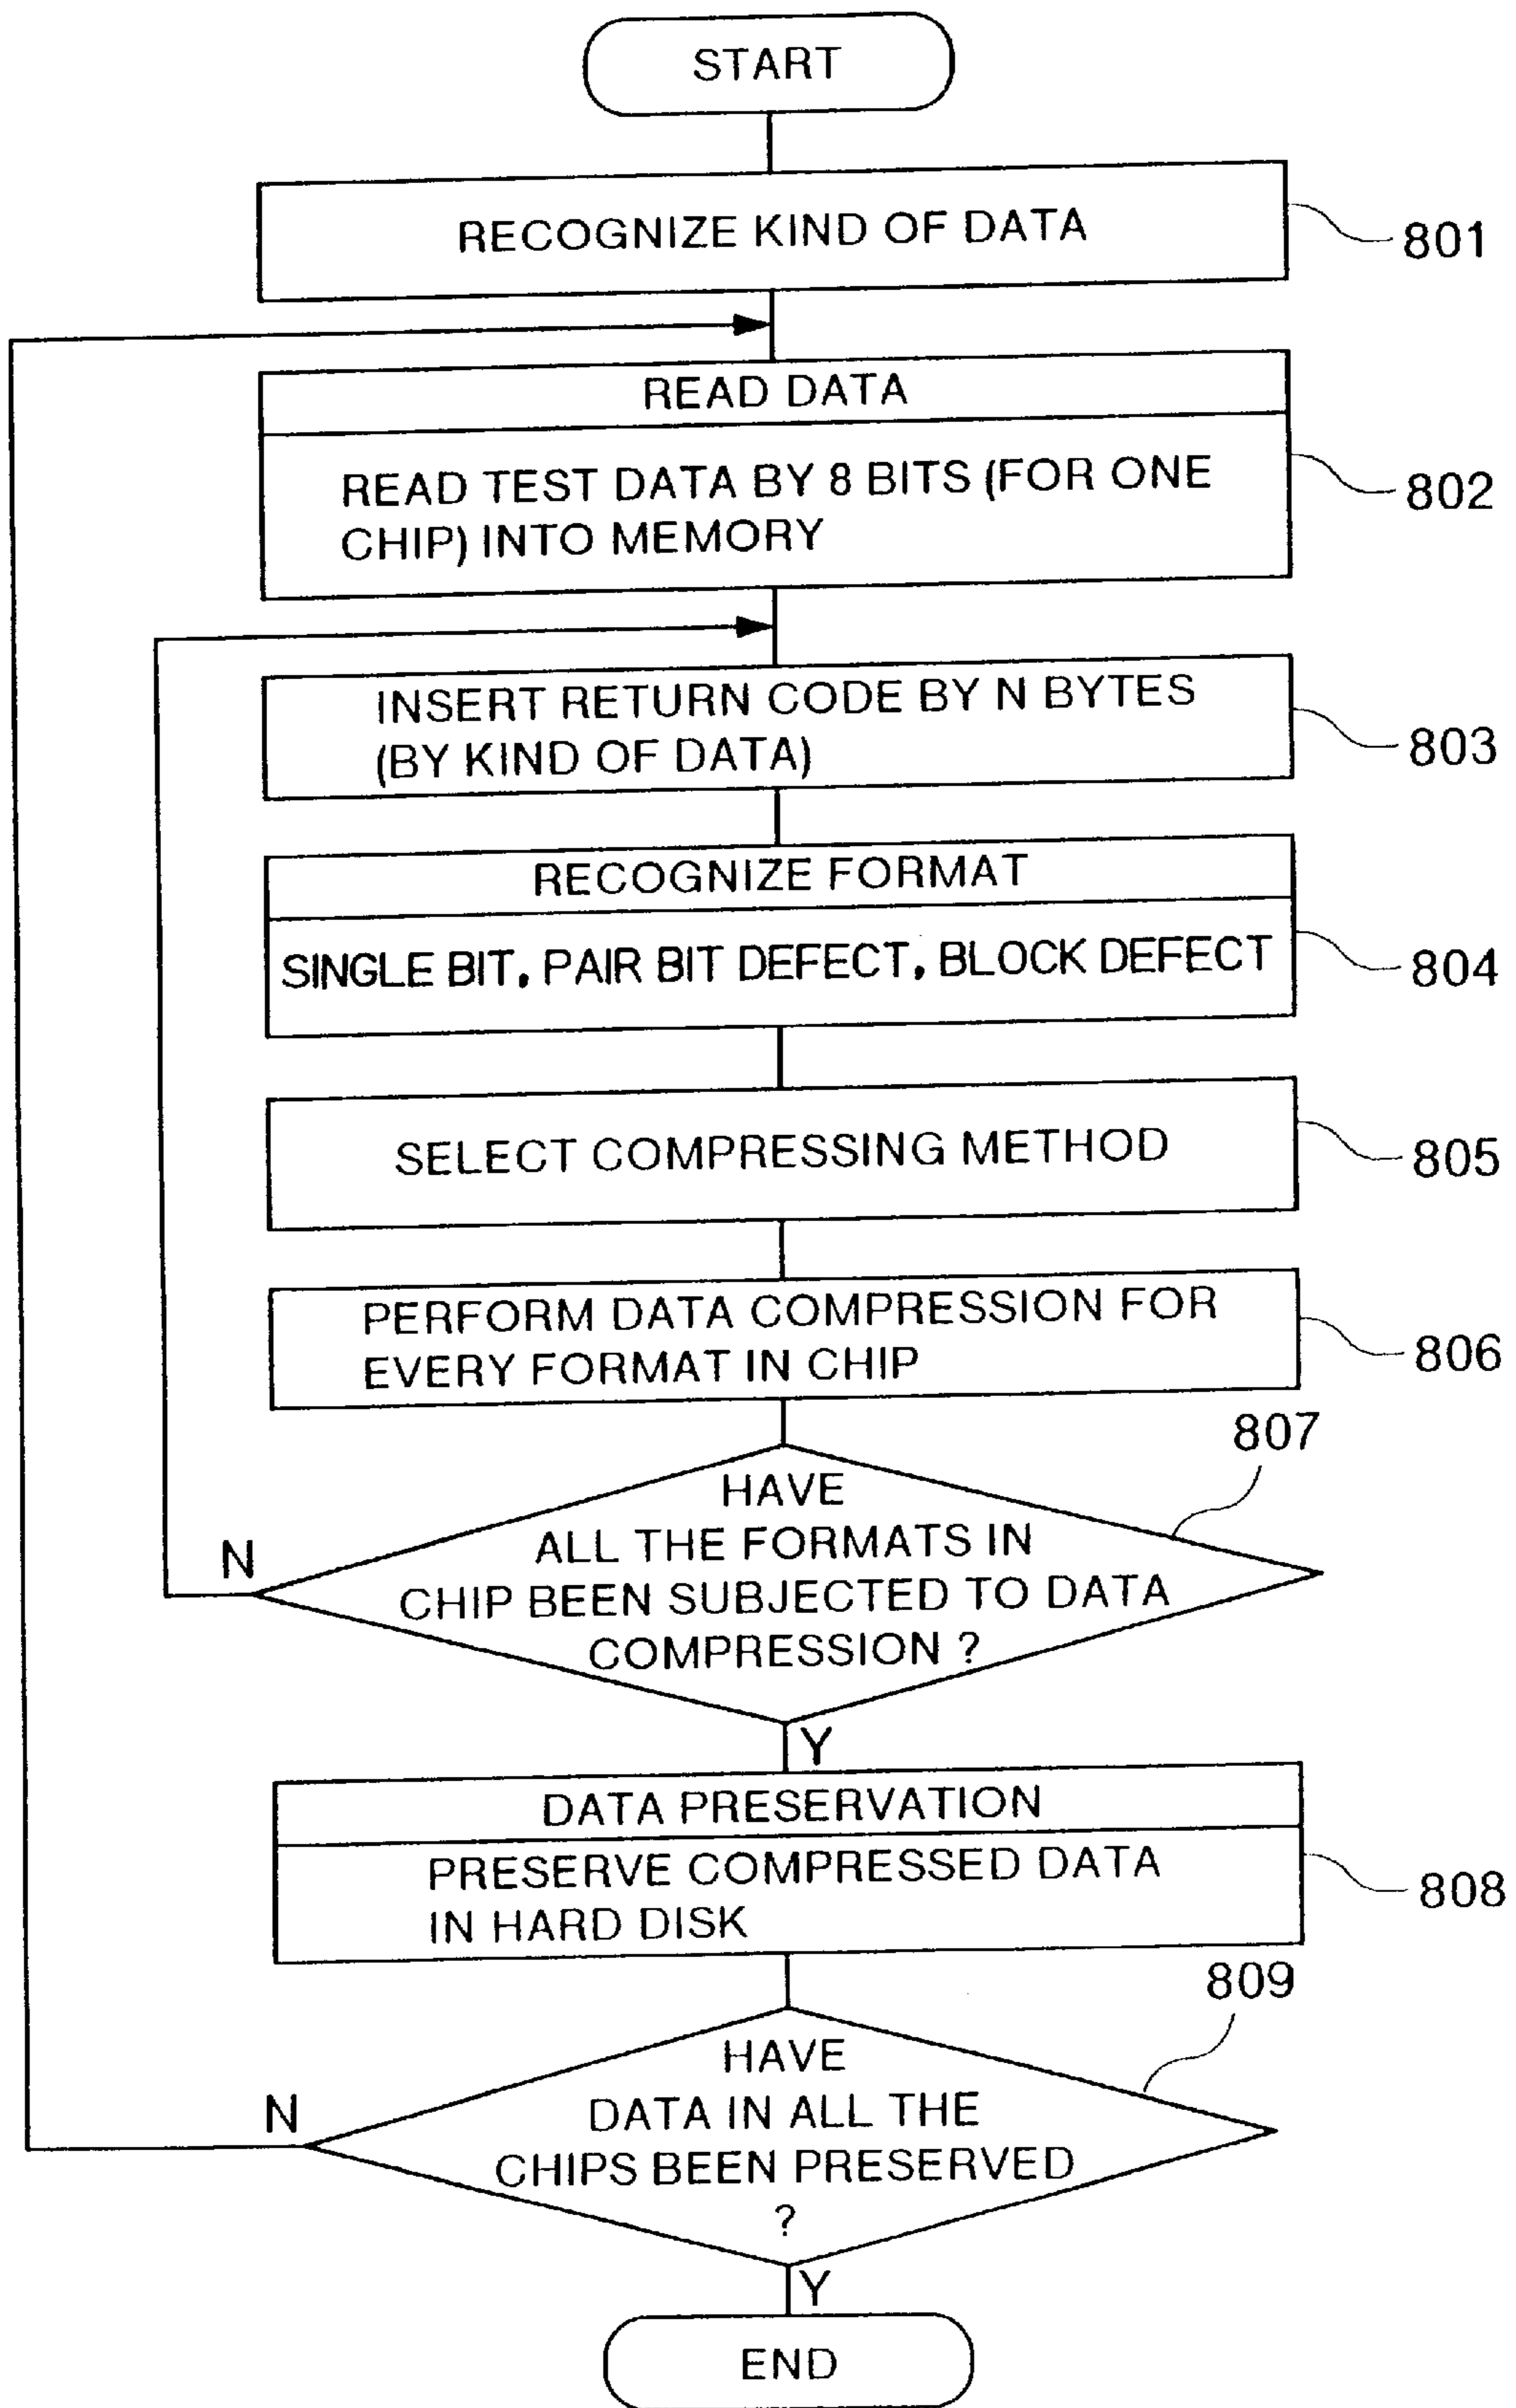 START
RECOGNIZE KIND OF DATA
801
READ DATA
READ TEST DATA BY 8 BITS (FOR ONE
CHIP) INTO MEMORY
802
INSERT RETURN CODE BY N BYTES
(BY KIND OF DATA)
803
RECOGNIZE FORMAT
SINGLE BIT, PAIR BIT DEFECT, BLOCK DEFECT
804
SELECT COMPRESSING METHOD
805
PERFORM DATA COMPRESSION FOR
EVERY FORMAT IN CHIP
806
807
HAVE
ALL THE FORMATS IN
CHIP BEEN SUBJECTED TO DATA
COMPRESSION ?
N
Y
DATA PRESERVATION
PRESERVE COMPRESSED DATA
IN HARD DISK
808
809
HAVE
DATA IN ALL THE
CHIPS BEEN PRESERVED
?
N
Y
END